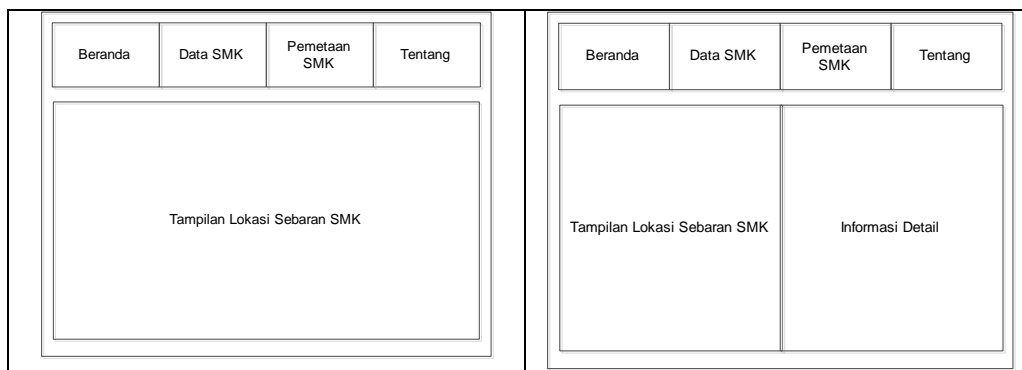 Beranda
Data SMK
Pemetaan
SMK
Tentang
Tampilan Lokasi Sebaran SMK
Beranda
Data SMK
Pemetaan
SMK
Tentang
Tampilan Lokasi Sebaran SMK
Informasi Detail